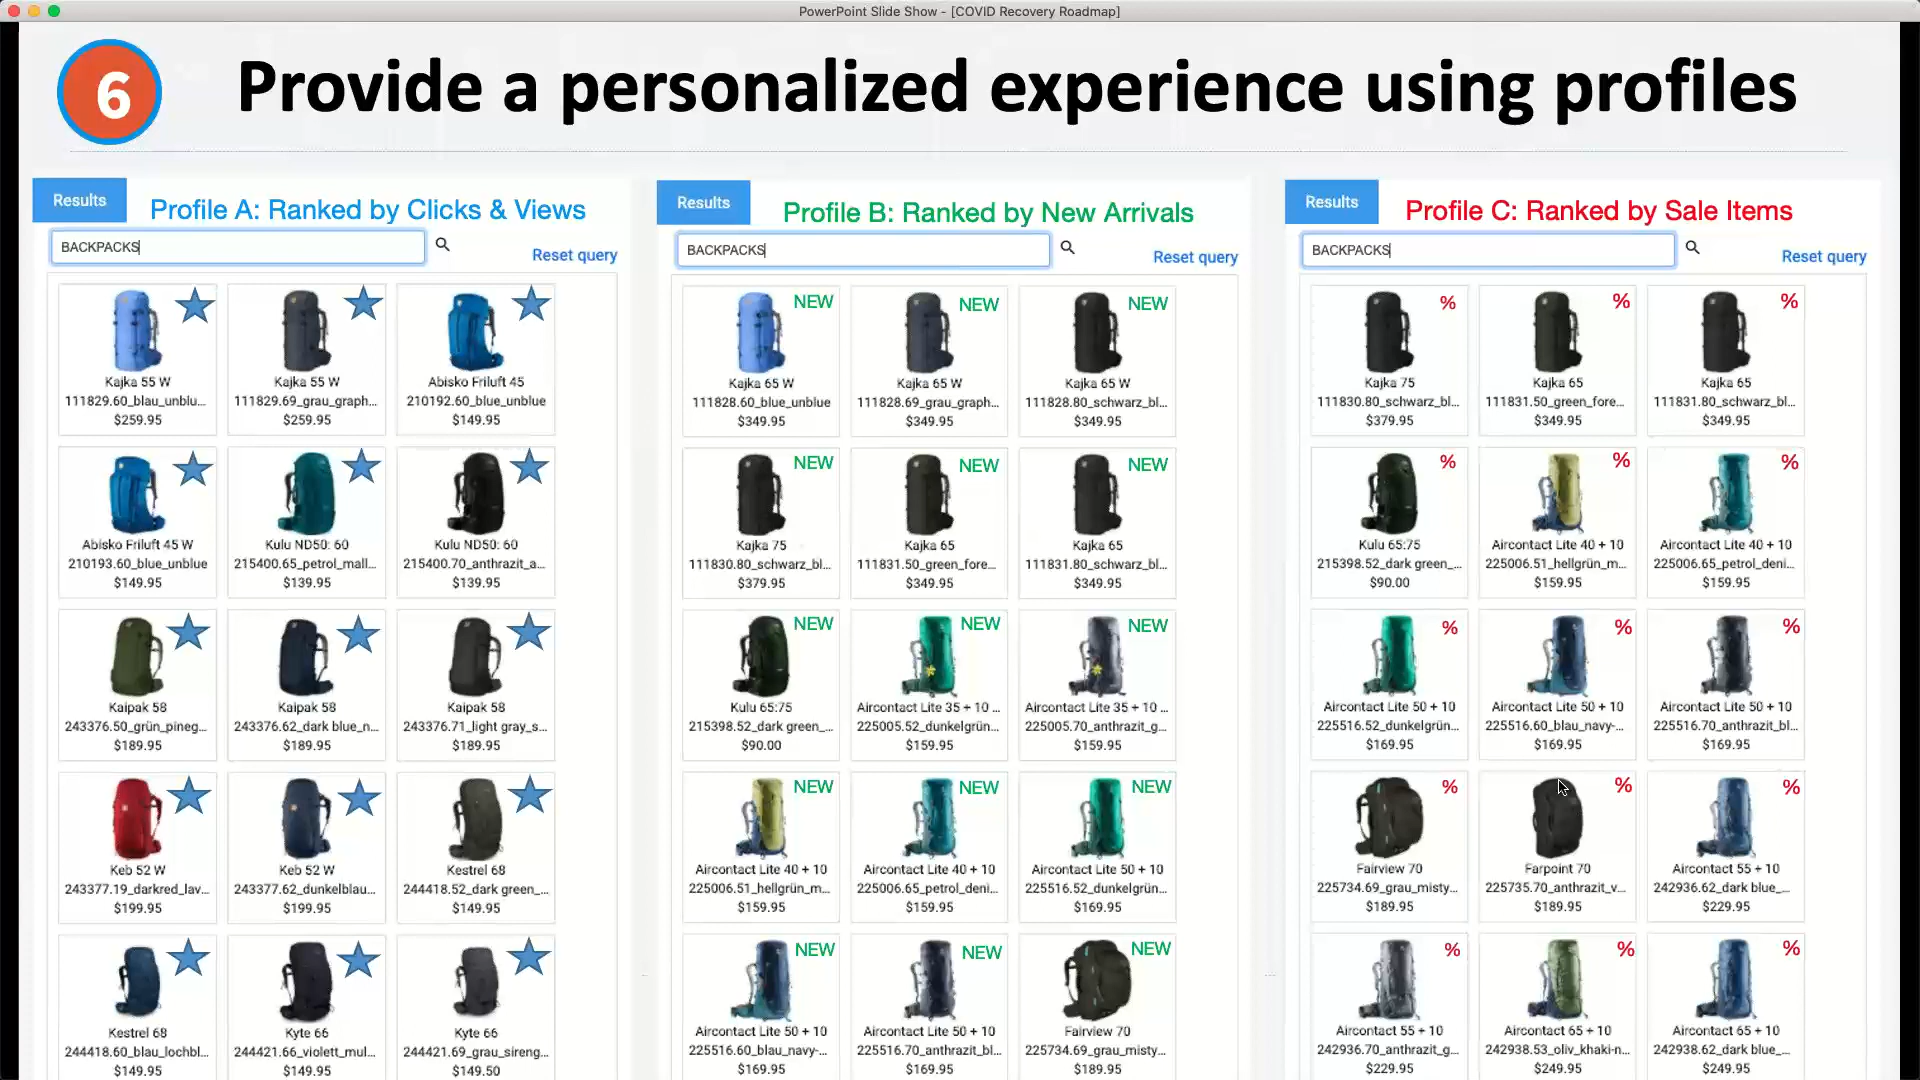 PowerPoint Slide Show - [COVID Recovery Roadmap]
6
Provide a personalized experience using profiles
Results
Profile A: Ranked by Clicks & Views
BACKPACKS
Reset query
Kajka 55 W
111829.60_blau_unblu...
$259.95
Kajka 55 W
111829.69_grau_graph...
$259.95
Abisko Friluft 45
210192.60_blue_unblue
$149.95
Abisko Friluft 45 W
210193.60_blue_unblue
$149.95
Kulu ND50: 60
215400.65_petrol_mall...
$139.95
Kulu ND50: 60
215400.70_anthrazit_a...
$139.95
Kaipak 58
243376.50_grün_pineg...
$189.95
Kaipak 58
243376.62_dark blue_n...
$189.95
Kaipak 58
243376.71_light gray_s...
$189.95
Keb 52 W
243377.19_darkred_lav...
$199.95
Keb 52 W
243377.62_dunkelblau...
$199.95
Kestrel 68
244418.52_dark green_...
$149.95
Kestrel 68
244418.60_blau_lochbl...
$149.95
Kyte 66
244421.66_violett_mul...
$149.95
Kyte 66
244421.69_grau_sireng...
$149.50
Results
Profile B: Ranked by New Arrivals
BACKPACKS
Reset query
NEW
Kajka 65 W
111828.60_blue_unblue
$349.95
NEW
Kajka 65 W
111828.69_grau_graph...
$349.95
NEW
Kajka 65 W
111828.80_schwarz_bl...
$349.95
NEW
Kajka 75
111830.80_schwarz_bl...
$379.95
NEW
Kajka 65
111831.50_green_fore...
$349.95
NEW
Kajka 65
111831.80_schwarz_bl...
$349.95
NEW
Kulu 65:75
215398.52_dark green_...
$90.00
NEW
Aircontact Lite 35 + 10 ...
225005.52_dunkelgrün...
$159.95
NEW
Aircontact Lite 35 + 10 ...
225005.70_anthrazit_g...
$159.95
NEW
Aircontact Lite 40 + 10
225006.51_hellgrün_m...
$159.95
NEW
Aircontact Lite 40 + 10
225006.65_petrol_deni...
$159.95
NEW
Aircontact Lite 50 + 10
225516.52_dunkelgrün...
$169.95
NEW
Aircontact Lite 50 + 10
225516.60_blau_navy-...
$169.95
NEW
Aircontact Lite 50 + 10
225516.70_anthrazit_bl...
$169.95
NEW
Fairview 70
225734.69_grau_misty...
$189.95
Results
Profile C: Ranked by Sale Items
BACKPACKS
Reset query
%
Kajka 75
111830.80_schwarz_bl...
$379.95
%
Kajka 65
111831.50_green_fore...
$349.95
%
Kajka 65
111831.80_schwarz_bl...
$349.95
%
Kulu 65:75
215398.52_dark green_...
$90.00
%
Aircontact Lite 40 + 10
225006.51_hellgrün_m...
$159.95
%
Aircontact Lite 40 + 10
225006.65_petrol_deni...
$159.95
%
Aircontact Lite 50 + 10
225516.52_dunkelgrün...
$169.95
%
Aircontact Lite 50 + 10
225516.60_blau_navy-...
$169.95
%
Aircontact Lite 50 + 10
225516.70_anthrazit_bl...
$169.95
%
Fairview 70
225734.69_grau_misty...
$189.95
%
Farpoint 70
225735.70_anthrazit_v...
$189.95
%
Aircontact 55 + 10
242936.62_dark blue_...
$229.95
%
Aircontact 55 + 10
242936.70_anthrazit_g...
$229.95
%
Aircontact 65 + 10
242938.53_oliv_khaki-n...
$249.95
%
Aircontact 65 + 10
242938.62_dark blue_...
$249.95